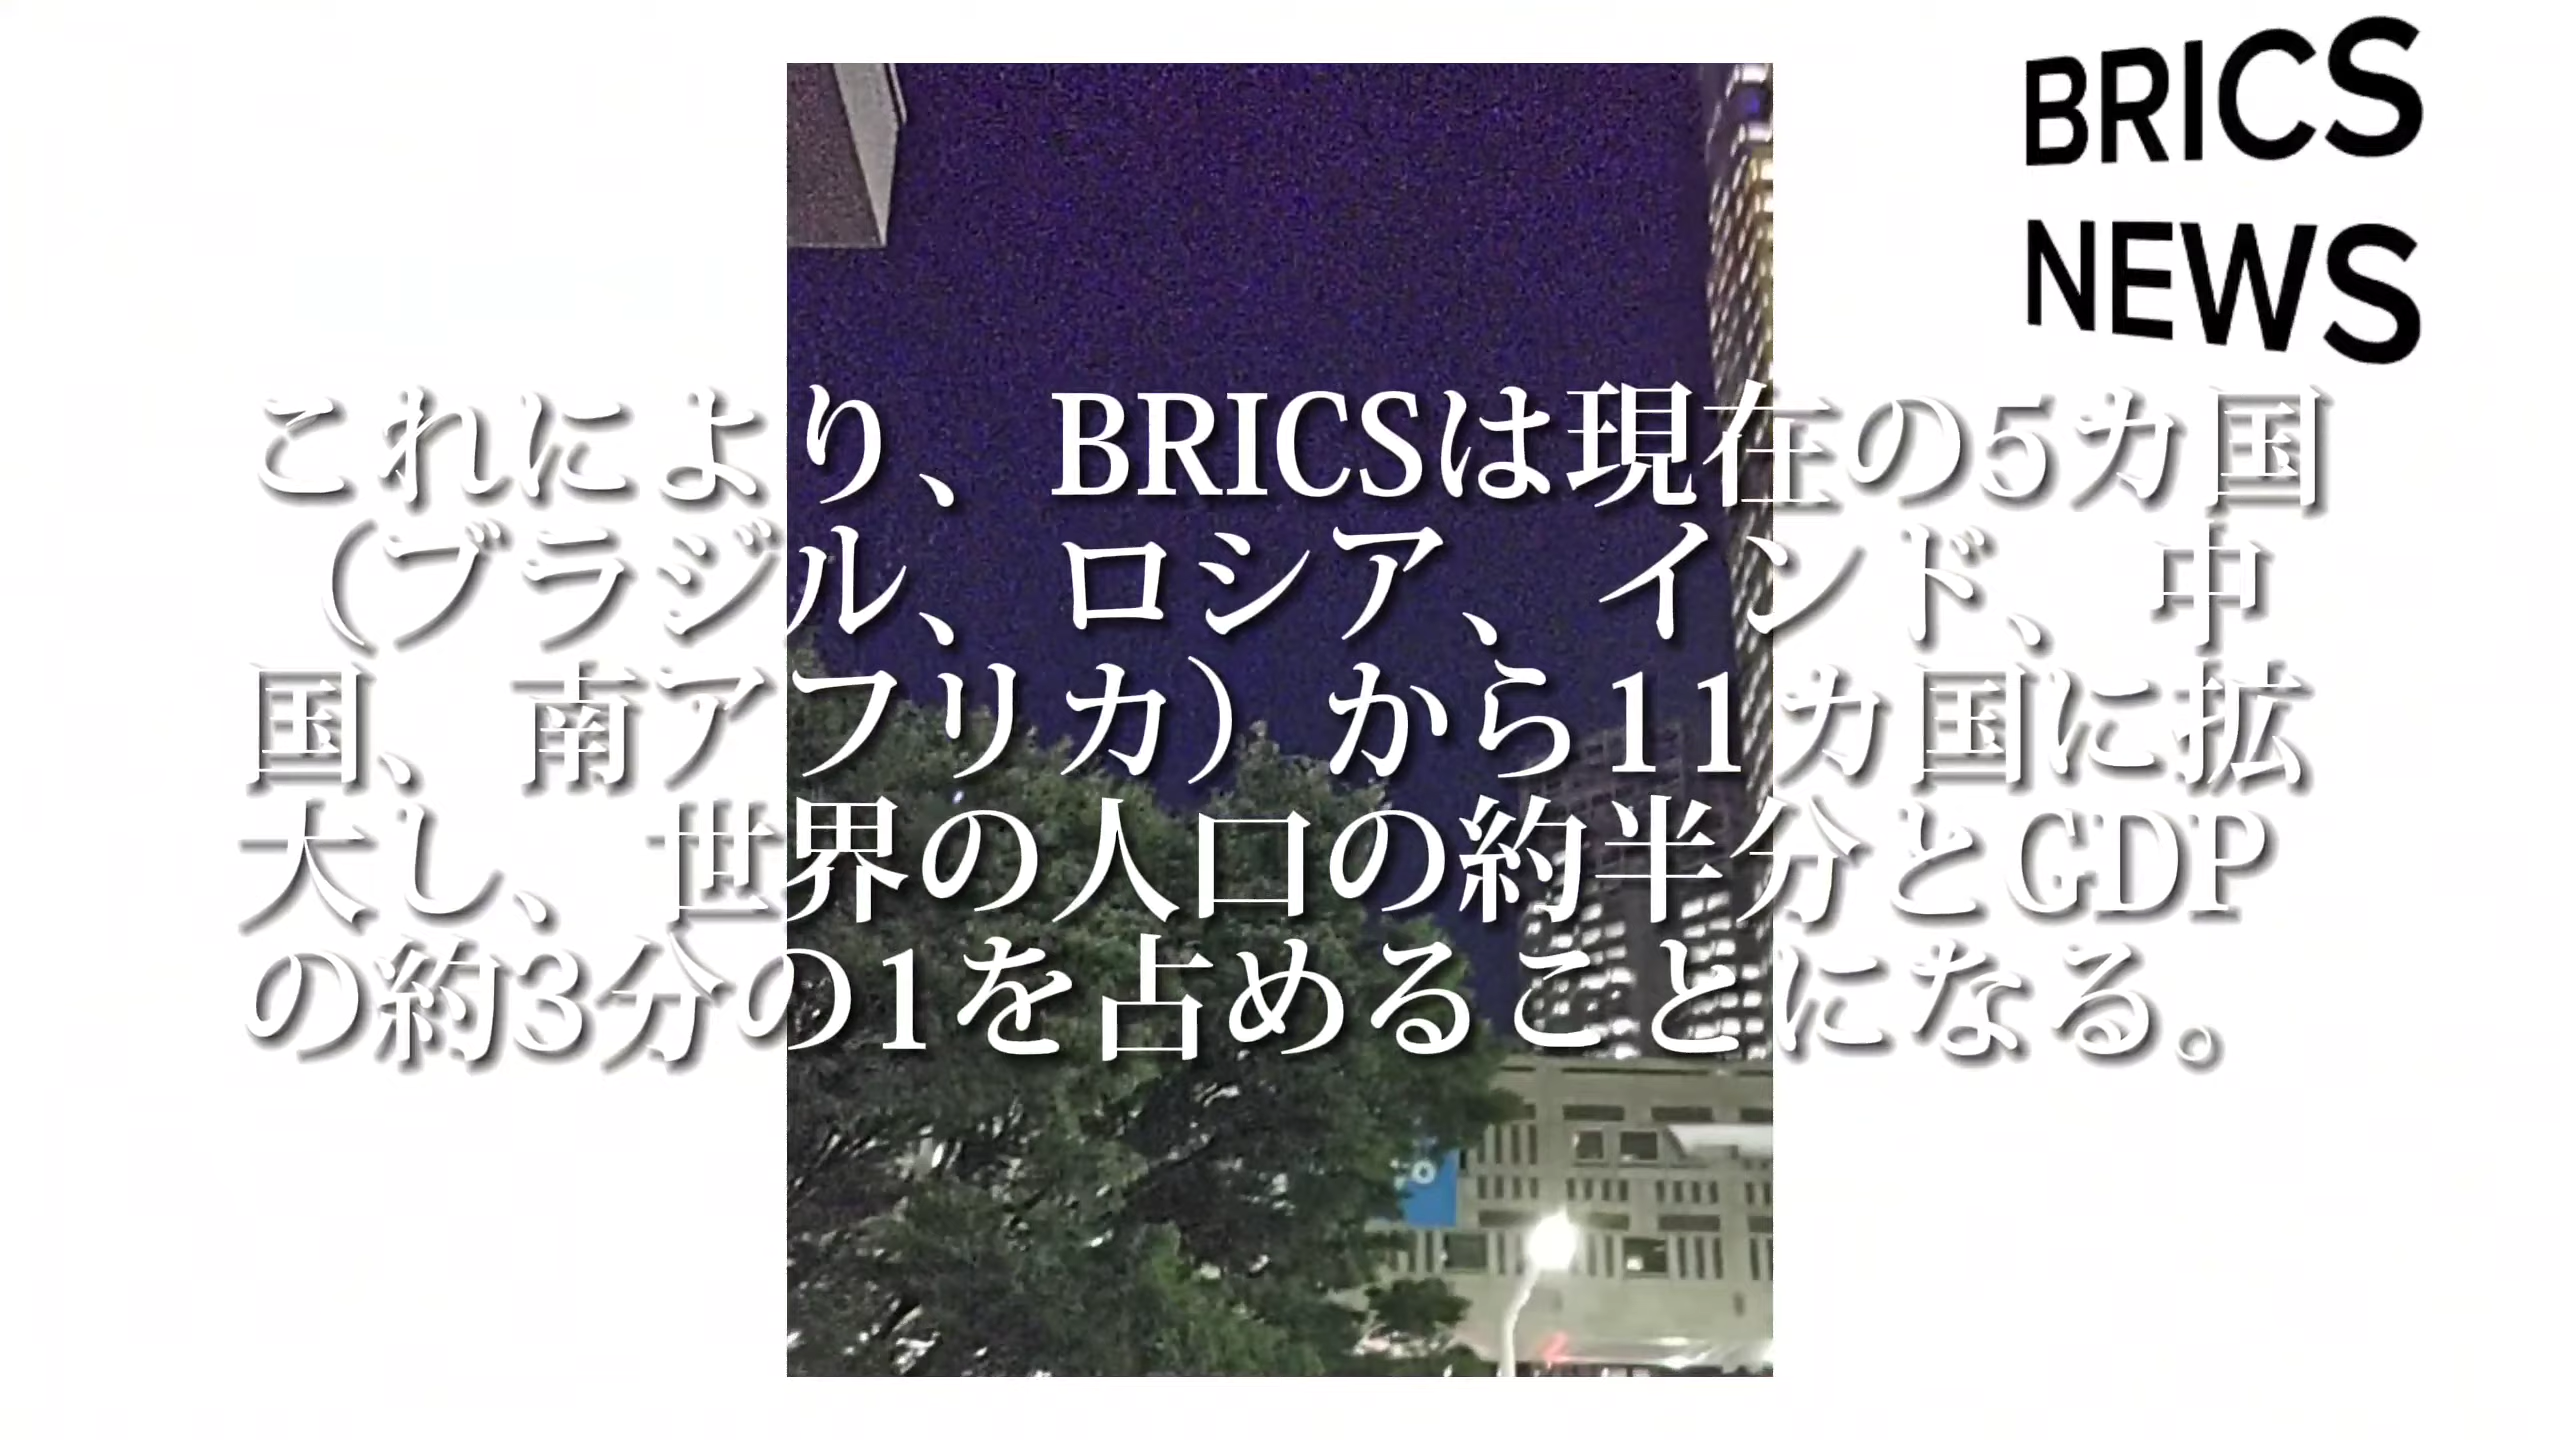 BRICS
NEWS
これにより、BRICSは現在の5カ国
（ブラジル、ロシア、インド、中
国、南アフリカ）から11カ国に拡
大し、世界の人口の約半分とGDP
の約3分の1を占めることになる。